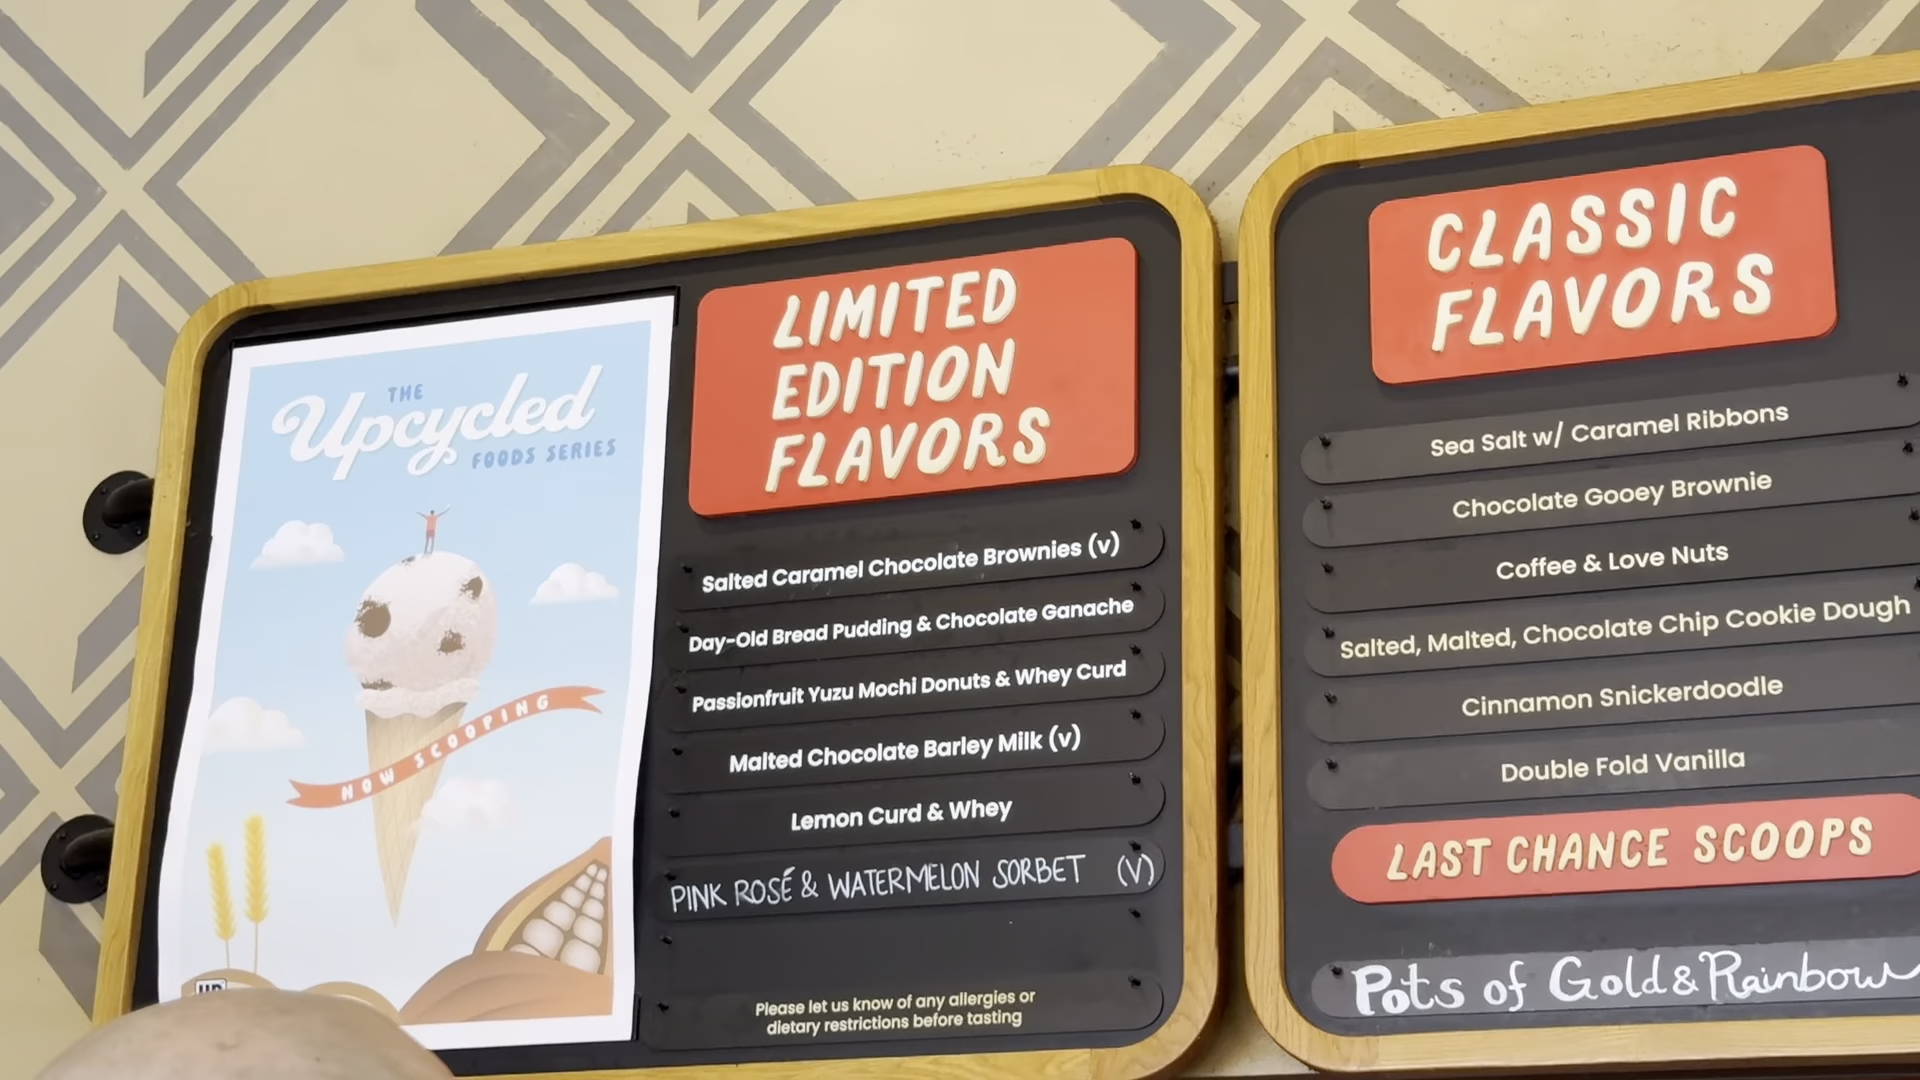 THE
Upcycled
FOODS SERIES
NOW SCOOPING
LIMITED
EDITION
FLAVORS
Salted Caramel Chocolate Brownies (v)
Day-Old Bread Pudding & Chocolate Ganache
Passionfruit Yuzu Mochi Donuts & Whey Curd
Malted Chocolate Barley Milk (v)
Lemon Curd & Whey
PINK ROSÉ & WATERMELON SORBET (V)
Please let us know of any allergies or
dietary restrictions before tasting
CLASSIC
FLAVORS
Sea Salt w/ Caramel Ribbons
Chocolate Gooey Brownie
Coffee & Love Nuts
Salted, Malted, Chocolate Chip Cookie Dough
Cinnamon Snickerdoodle
Double Fold Vanilla
LAST CHANCE SCOOPS
Pots of Gold & Rainbow